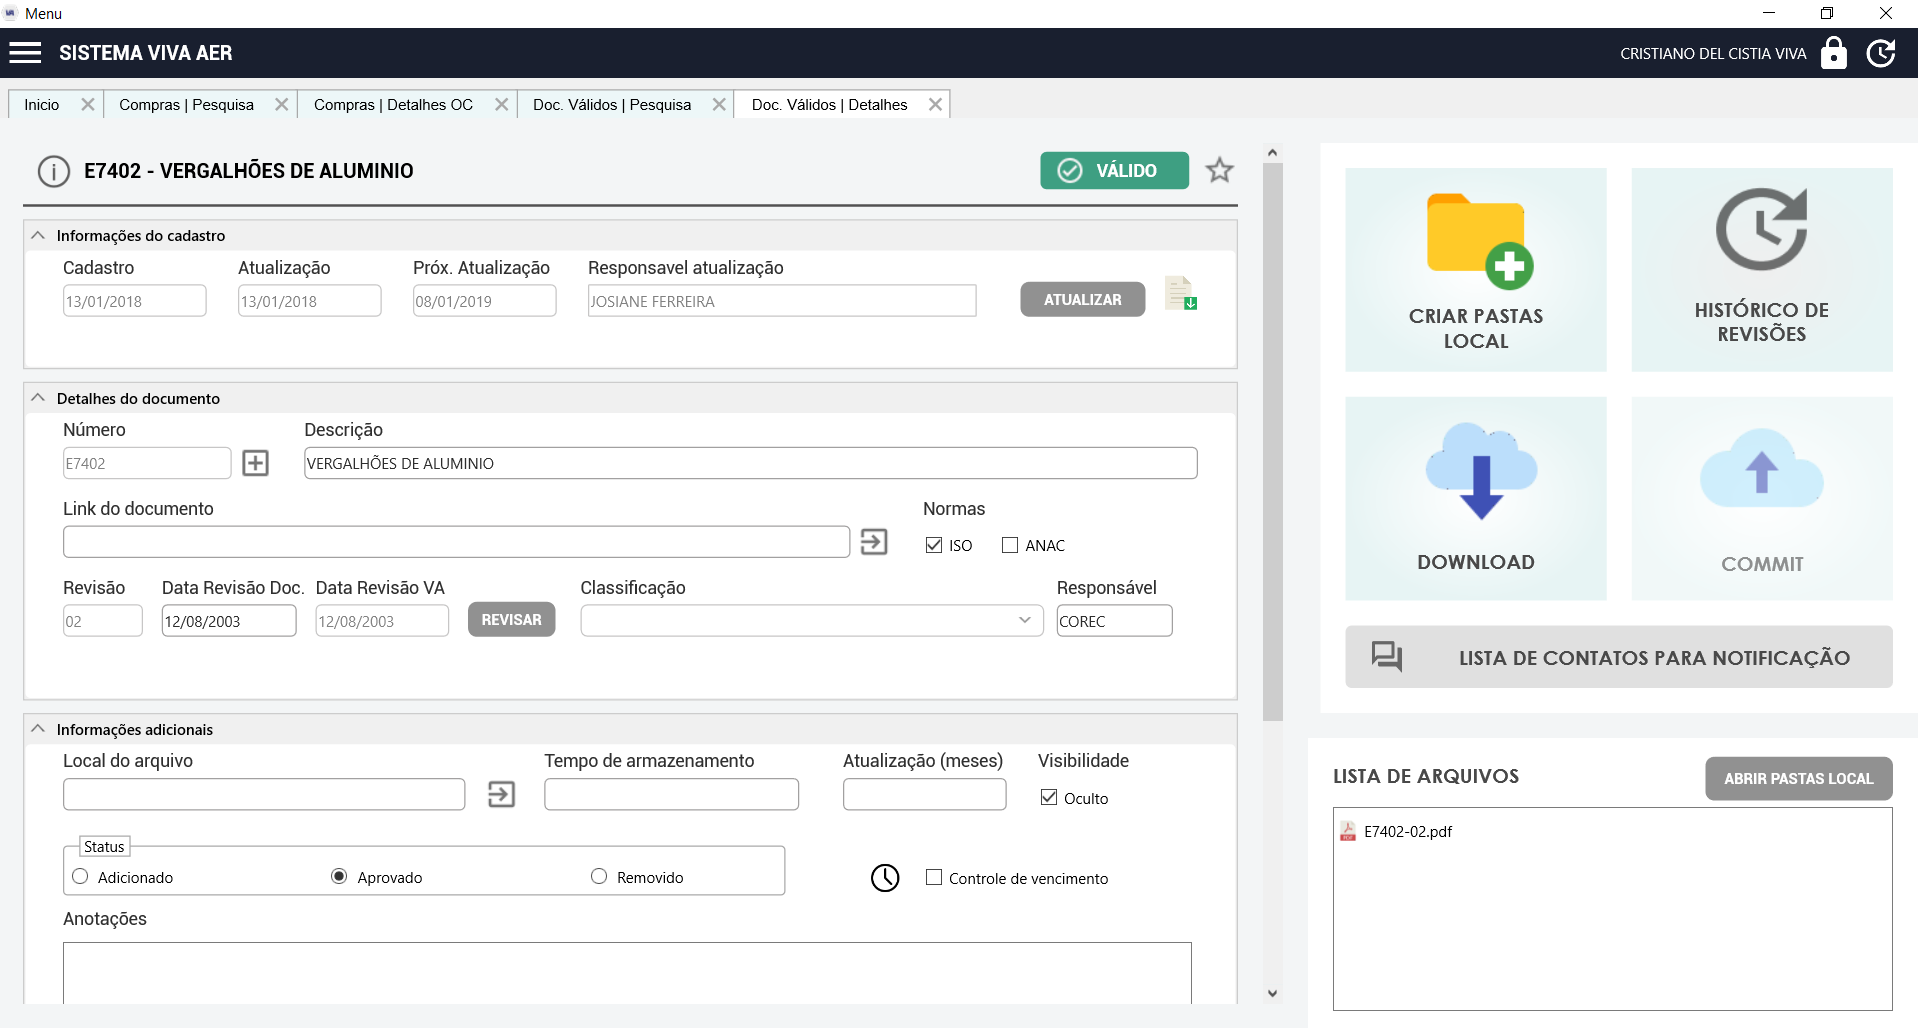 Menu
SISTEMA VIVA AER
CRISTIANO DEL CISTIA VIVA
Inicio
Compras | Pesquisa
Compras | Detalhes OC
Doc. Válidos | Pesquisa
Doc. Válidos | Detalhes
E7402 - VERGALHÕES DE ALUMINIO
VÁLIDO
Informações do cadastro
Cadastro Atualização Próx. Atualização Responsavel atualização
13/01/2018 13/01/2018 08/01/2019 JOSIANE FERREIRA
ATUALIZAR
Detalhes do documento
Número Descrição
E7402 VERGALHÕES DE ALUMINIO
Link do documento Normas
ISO ANAC
Revisão Data Revisão Doc. Data Revisão VA Classificação Responsável
02 12/08/2003 12/08/2003 REVISAR COREC
Informações adicionais
Local do arquivo Tempo de armazenamento Atualização (meses) Visibilidade
Oculto
Status
Adicionado Aprovado Removido Controle de vencimento
Anotações
CRIAR PASTAS
LOCAL
HISTÓRICO DE
REVISÕES
DOWNLOAD
COMMIT
LISTA DE CONTATOS PARA NOTIFICAÇÃO
LISTA DE ARQUIVOS
ABRIR PASTAS LOCAL
E7402-02.pdf